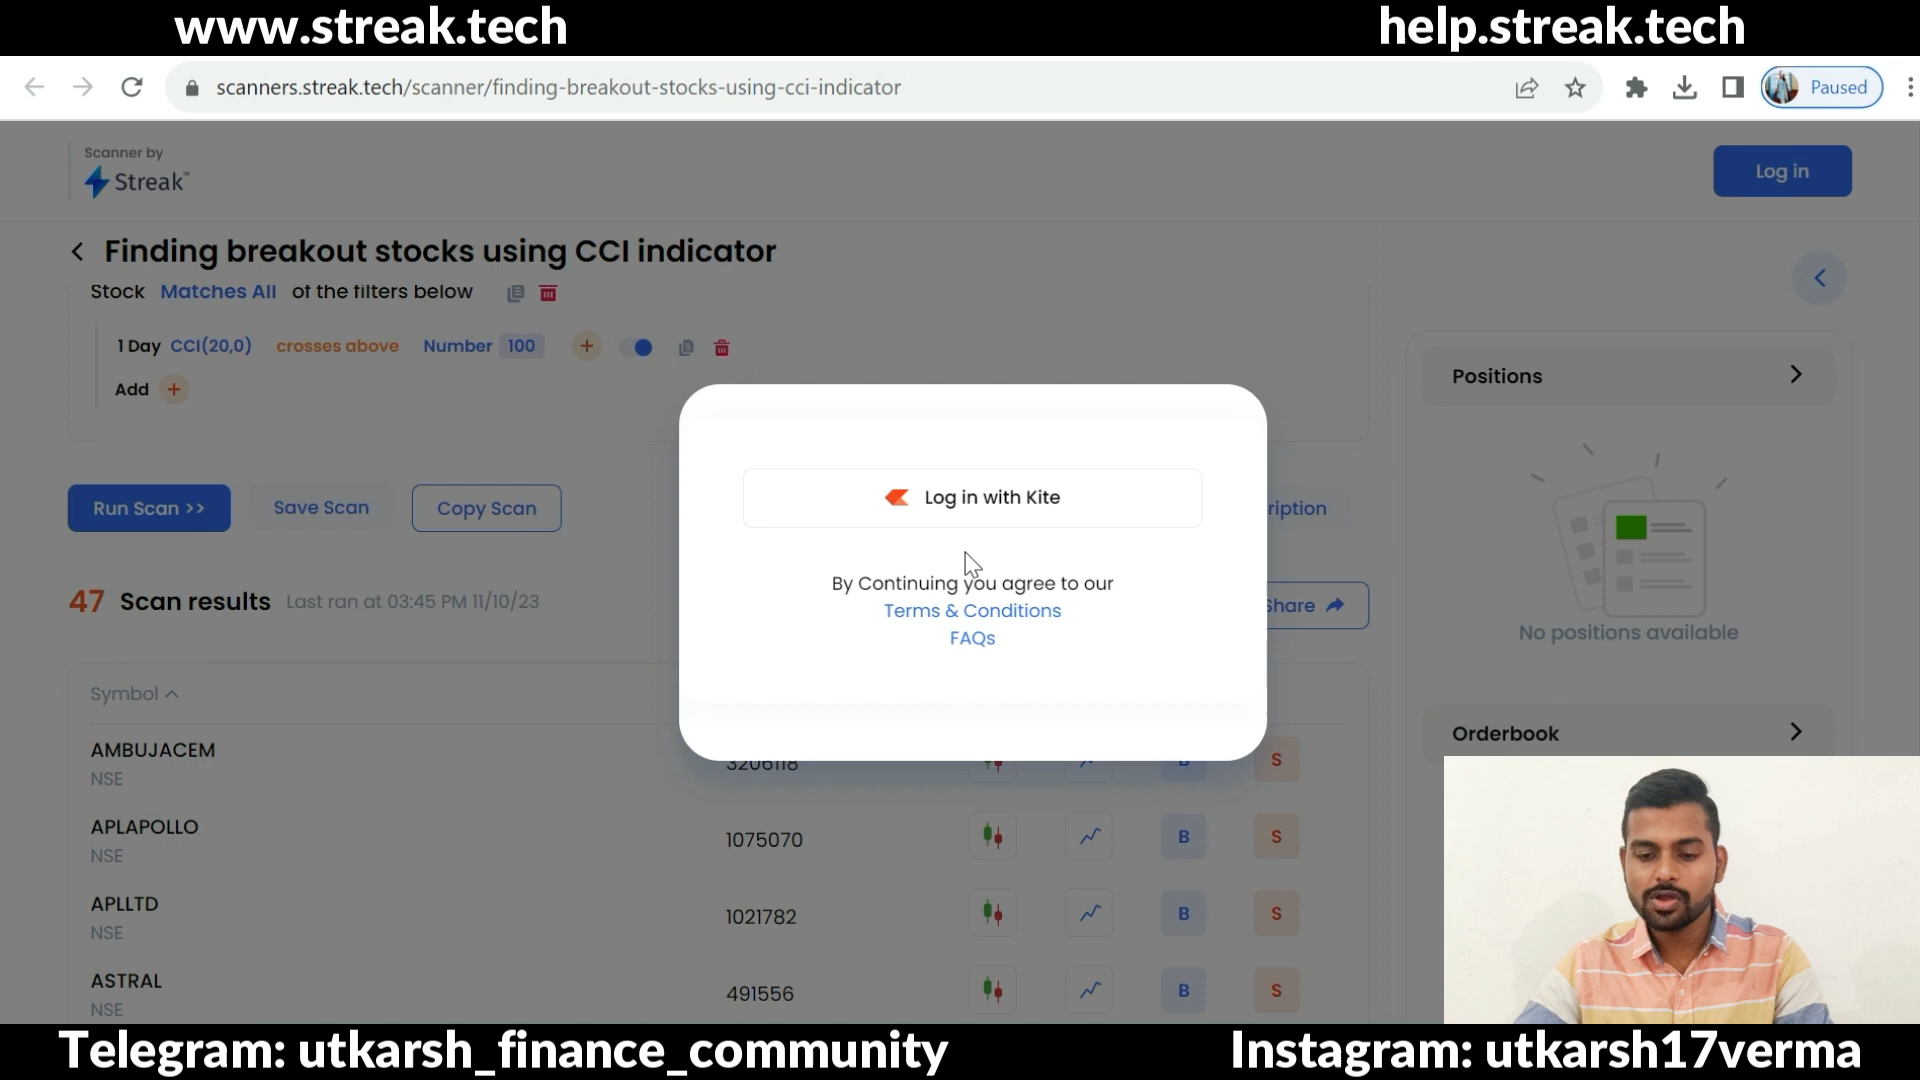 www.streak.tech
help.streak.tech
scanners.streak.tech/scanner/finding-breakout-stocks-using-cci-indicator
Paused
Scanner by
Streak™
Log in
Finding breakout stocks using CCI indicator
Stock Matches All of the filters below
1 Day CCI(20,0) crosses above Number 100 +
Add +
Positions
Log in with Kite
Run Scan >>
Save Scan
Copy Scan
ription
By Continuing you agree to our
Terms & Conditions
FAQs
47 Scan results Last ran at 03:45 PM 11/10/23
Share
No positions available
Symbol
Orderbook
AMBUJACEM
NSE
3206118
B
S
APLAPOLLO
NSE
1075070
B
S
APLLTD
NSE
1021782
B
S
ASTRAL
NSE
491556
B
S
Telegram: utkarsh_finance_community
Instagram: utkarsh17verma